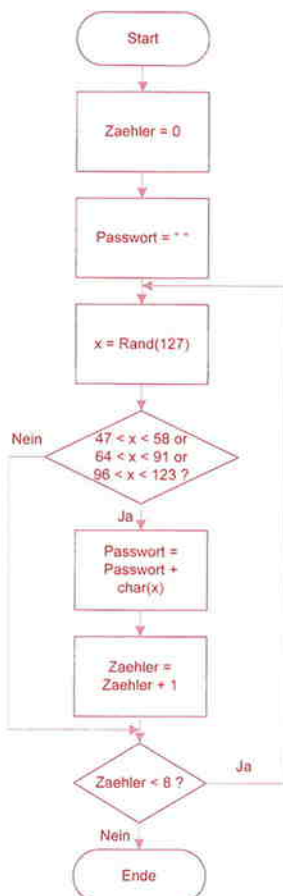 Start
Zaehler = 0
Passwort = " "
x = Rand(127)
Nein
47 < x < 58 or
64 < x < 91 or
96 < x < 123 ?
Ja
Passwort =
Passwort +
char(x)
Zaehler =
Zaehler + 1
Zaehler < 8 ?
Ja
Nein
Ende